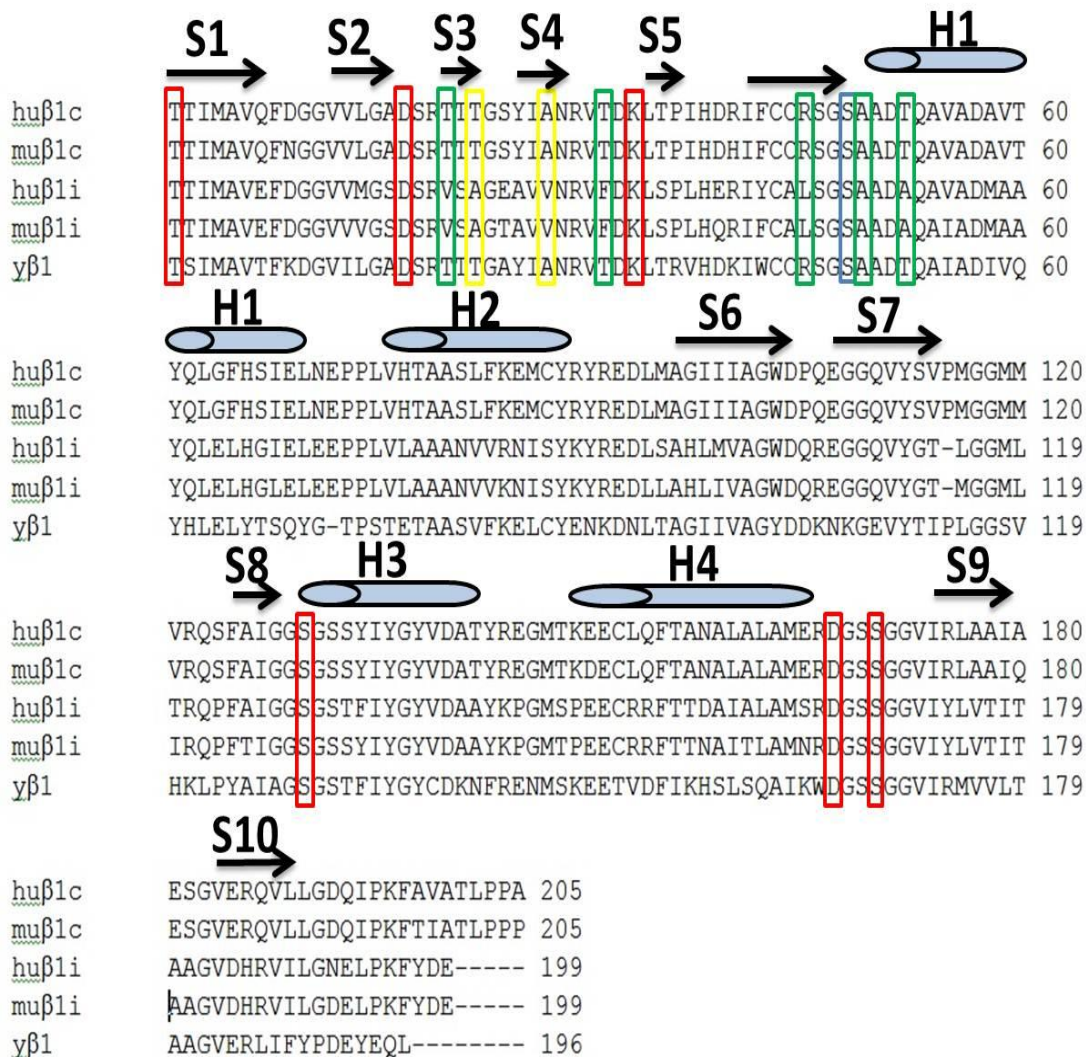 S1 S2 S3 S4 S5 H1
huβ1c TTIMAVQFDGGVVLGADSRTTTGSYIANRVTDKLTPIHDRIFCCRSGSAADTQAVADAVT 60
muβ1c TTIMAVQFNGGVVLGADSRTTTGSYIANRVTDKLTPIHDHIFCCRSGSAADTQAVADAVT 60
huβ1i TTIMAVEFDGGVVMGSDSRVSAGEAVVNRVFDKLSPLHERIYCALSGSAADAQAVADMAA 60
muβ1i TTIMAVEFDGGVVVGSDSRVSAGTAVVNRVFDKLSPLHQRIFCALSGSAADAQAIADMAA 60
yβ1 TSIMAVTFKDGVILGADSRTTTGAYIANRVTDKLTRVHDKIWCCRSGSAADTQAIADIVQ 60
H1 H2 S6 S7
huβ1c YQLGFHSIELNEPPLVHTAASLFKEMCYRYREDLMAGIIIAGWDPQEGGQVYSVPMGGMM 120
muβ1c YQLGFHSIELNEPPLVHTAASLFKEMCYRYREDLMAGIIIAGWDPQEGGQVYSVPMGGMM 120
huβ1i YQLELHGIELEEPPLVLAAANVVRNISYKYREDLSAHLMVAGWDQREGGQVYGT-LGGML 119
muβ1i YQLELHGLELEEPPLVLAAANVVKNISYKYREDLLAHLIVAGWDQREGGQVYGT-MGGML 119
yβ1 YHLELYTSQYG-TPSTETAASVFKELCYENKDNLTAGIIVAGYDDKNKGEVYTIPLGGSV 119
S8 H3 H4 S9
huβ1c VRQSFAIGGSGSSYIYGYVDATYREGMTKEECLQFTANALALAMERDGSSGGVIRLAAIA 180
muβ1c VRQSFAIGGSGSSYIYGYVDATYREGMTKDECLQFTANALALAMERDGSSGGVIRLAAIQ 180
huβ1i TRQPFAIGGSGSTFIYGYVDAAYKPGMSPEECRRFTTDAIALAMSRDGSSGGVIYLVTIT 179
muβ1i IRQPFTIGGSGSSYIYGYVDAAYKPGMTPEECRRFTTNAITLAMNRDGSSGGVIYLVTIT 179
yβ1 HKLPYAIAGSGSTFIYGYCDKNFRENMSKEETVDFIKHSLSQAIKWDGSSGGVIRMVVLT 179
S10
huβ1c ESGVERQVLLGDQIPKFAVATLPPA 205
muβ1c ESGVERQVLLGDQIPKFTIATLPPP 205
huβ1i AAGVDHRVILGNELPKFYDE----- 199
muβ1i AAGVDHRVILGDELPKFYDE----- 199
yβ1 AAGVERLIFYPDEYEQL-------- 196